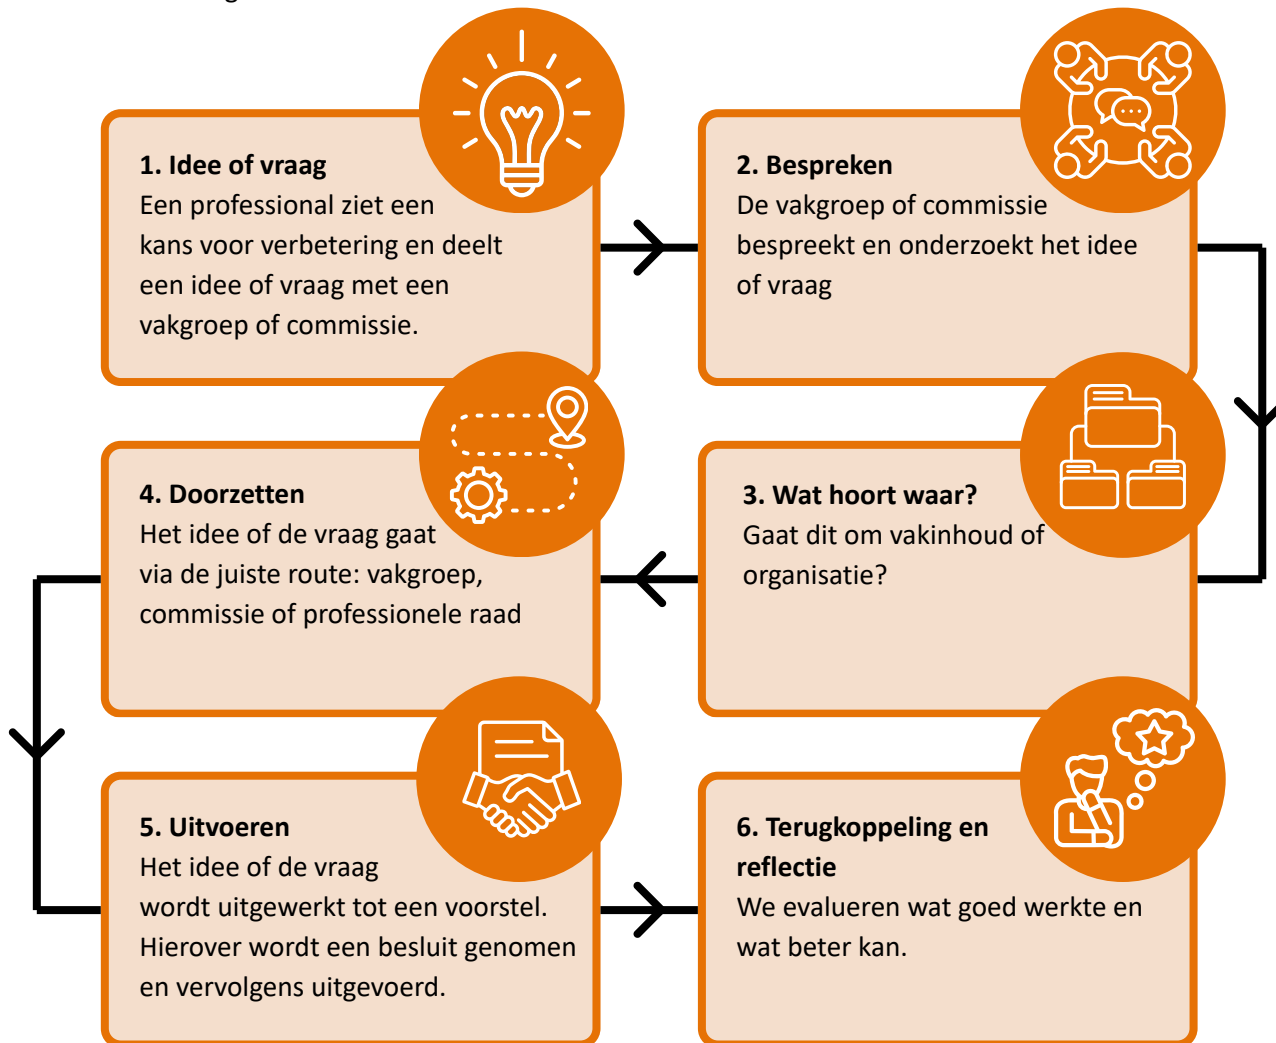 1. Idee of vraag
Een professional ziet een
kans voor verbetering en deelt
een idee of vraag met een
vakgroep of commissie.
2. Bespreken
De vakgroep of commissie
bespreekt en onderzoekt het idee
of vraag
3. Wat hoort waar?
Gaat dit om vakinhoud of
organisatie?
4. Doorzetten
Het idee of de vraag gaat
via de juiste route: vakgroep,
commissie of professionele raad
5. Uitvoeren
Het idee of de vraag
wordt uitgewerkt tot een voorstel.
Hierover wordt een besluit genomen
en vervolgens uitgevoerd.
6. Terugkoppeling en
reflectie
We evalueren wat goed werkte en
wat beter kan.